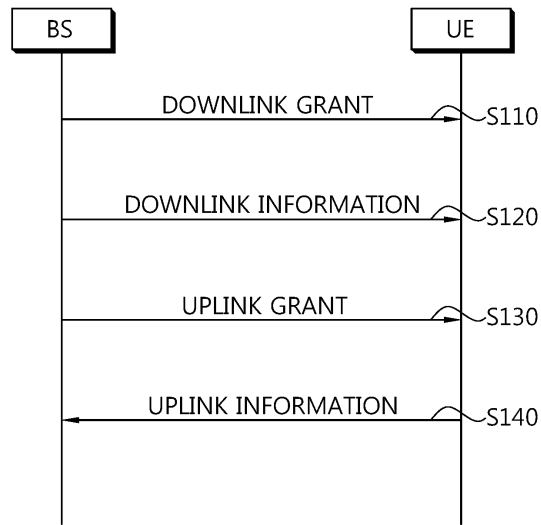 BS
UE
DOWNLINK GRANT
S110
DOWNLINK INFORMATION
S120
UPLINK GRANT
S130
UPLINK INFORMATION
S140